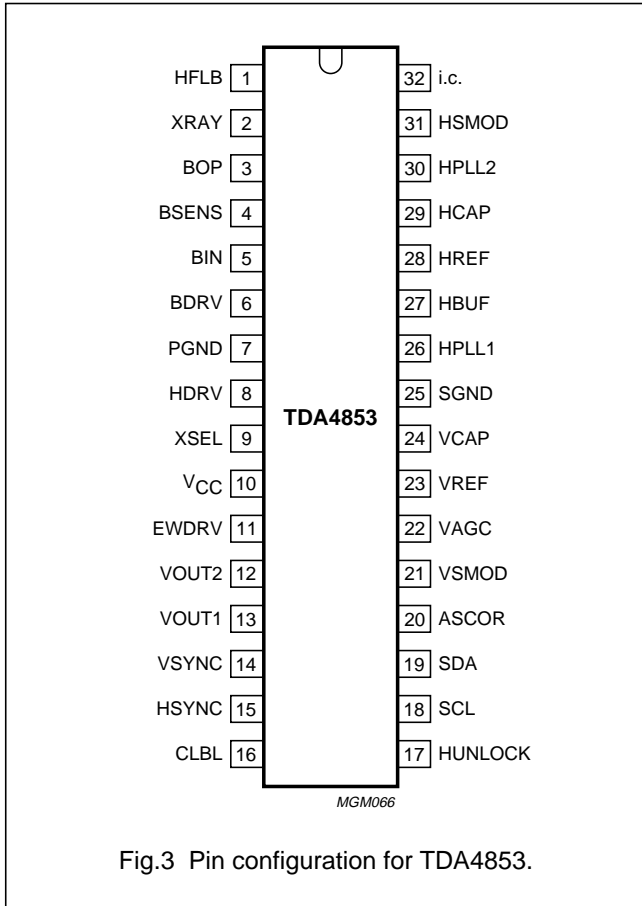 HFLB 1 32 i.c.
XRAY 2 31 HSMOD
BOP 3 30 HPLL2
BSENS 4 29 HCAP
BIN 5 28 HREF
BDRV 6 27 HBUF
PGND 7 26 HPLL1
HDRV 8 25 SGND
TDA4853
XSEL 9 24 VCAP
VCC 10 23 VREF
EWDRV 11 22 VAGC
VOUT2 12 21 VSMOD
VOUT1 13 20 ASCOR
VSYNC 14 19 SDA
HSYNC 15 18 SCL
CLBL 16 17 HUNLOCK
MGM066
Fig.3 Pin configuration for TDA4853.